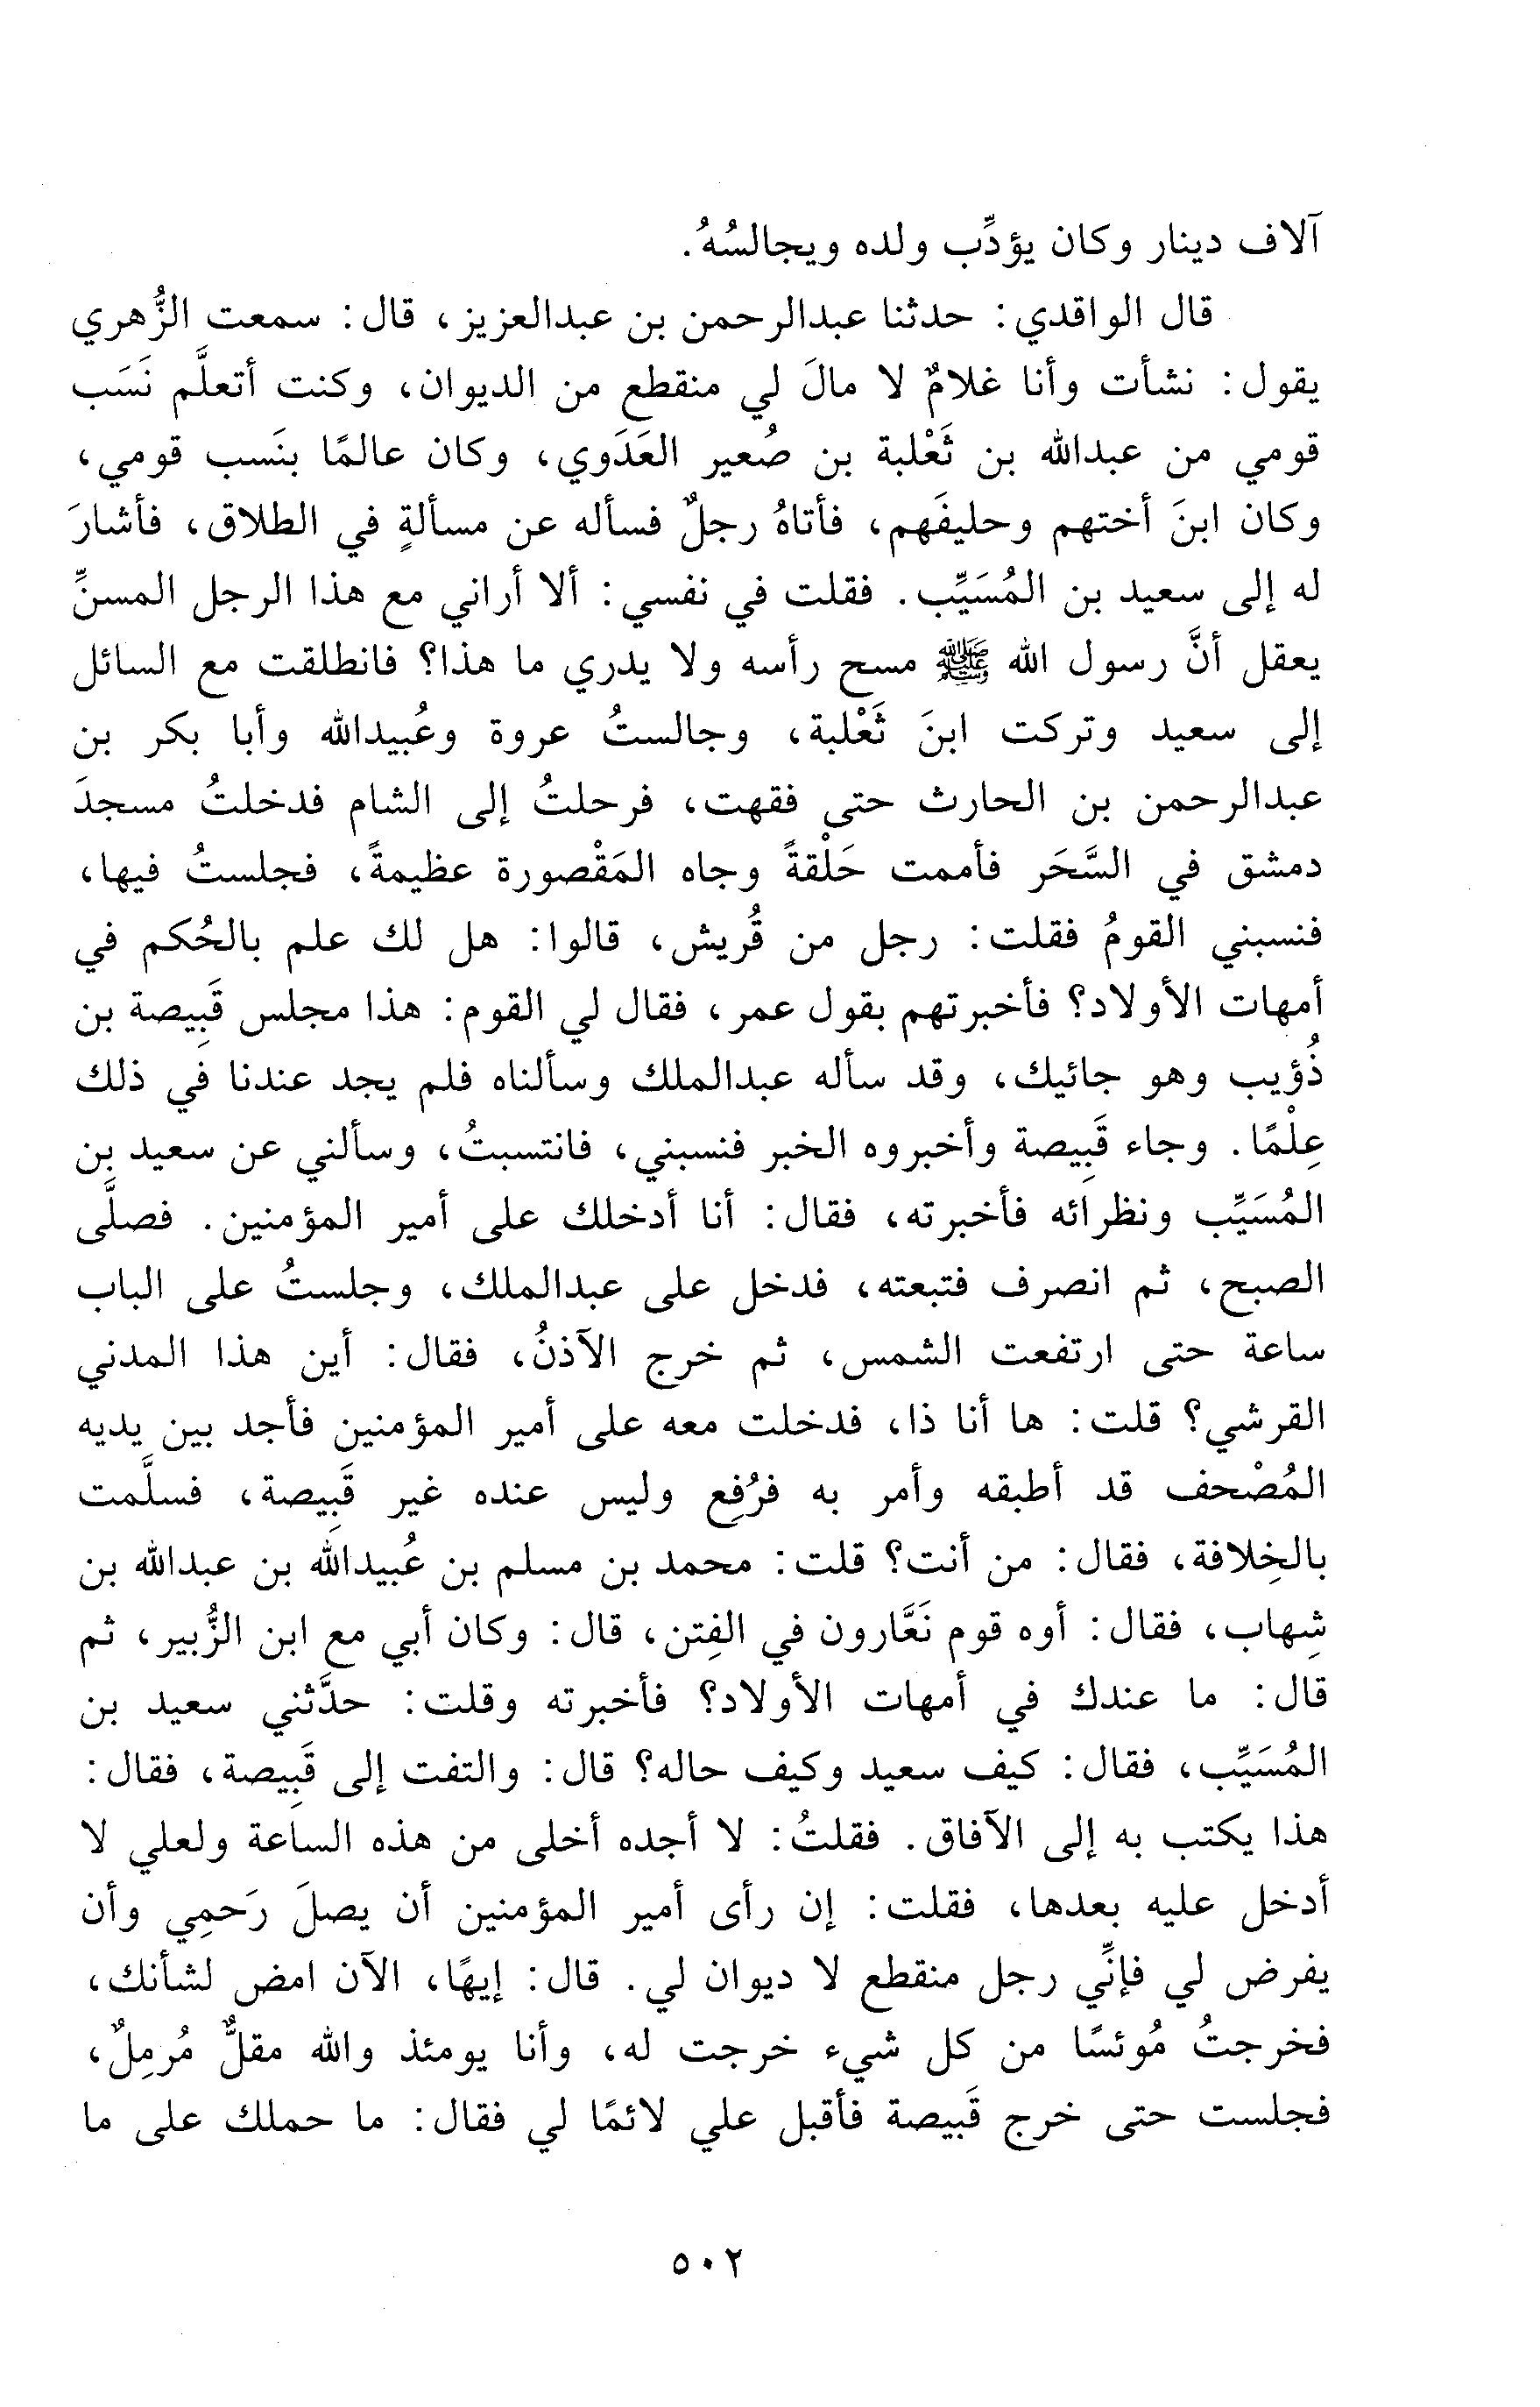 آلاف دينار وكان يؤدِّب ولده ويجالسُهُ.
قال الواقدي: حدثنا عبدالرحمن بن عبدالعزيز، قال: سمعت الزُّهري
يقول: نشأت وأنا غلامٌ لا مالَ لي منقطع من الديوان، وكنت أتعلَّم نَسَب
قومي من عبدالله بن ثَعْلبة بن صُعير العَدَوي، وكان عالمًا بنَسب قومي،
وكان ابنَ أختهم وحليفَهم، فأتاهُ رجلٌ فسأله عن مسألةٍ في الطلاق، فأشارَ
له إلى سعيد بن المُسَيِّب. فقلت في نفسي: ألا أراني مع هذا الرجل المسنِّ
يعقل أنَّ رسول الله ﷺ مسح رأسه ولا يدري ما هذا؟ فانطلقت مع السائل
إلى سعيد وتركت ابنَ ثَعْلبة، وجالستُ عروة وعُبيدالله وأبا بكر بن
عبدالرحمن بن الحارث حتى فقهت، فرحلتُ إلى الشام فدخلتُ مسجدَ
دمشق في السَّحَر فأممت حَلْقةً وجاه المَقْصورة عظيمةً، فجلستُ فيها،
فنسبني القومُ فقلت: رجل من قُريش، قالوا: هل لك علم بالحُكم في
أمهات الأولاد؟ فأخبرتهم بقول عمر، فقال لي القوم: هذا مجلس قَبِيصة بن
ذُؤيب وهو جائيك، وقد سأله عبدالملك وسألناه فلم يجد عندنا في ذلك
عِلْمًا. وجاء قَبِيصة وأخبروه الخبر فنسبني، فانتسبتُ، وسألني عن سعيد بن
المُسَيِّب ونظرائه فأخبرته، فقال: أنا أدخلك على أمير المؤمنين. فصلَّى
الصبح، ثم انصرف فتبعته، فدخل على عبدالملك، وجلستُ على الباب
ساعة حتى ارتفعت الشمس، ثم خرج الآذنُ، فقال: أين هذا المدني
القرشي؟ قلت: ها أنا ذا، فدخلت معه على أمير المؤمنين فأجد بين يديه
المُصْحف قد أطبقه وأمر به فرُفِع وليس عنده غير قَبِيصة، فسلَّمت
بالخِلافة، فقال: من أنت؟ قلت: محمد بن مسلم بن عُبيدالله بن عبدالله بن
شِهاب، فقال: أوه قوم نَعَّارون في الفِتن، قال: وكان أبي مع ابن الزُّبير، ثم
قال: ما عندك في أمهات الأولاد؟ فأخبرته وقلت: حدَّثني سعيد بن
المُسَيِّب، فقال: كيف سعيد وكيف حاله؟ قال: والتفت إلى قَبِيصة، فقال:
هذا يكتب به إلى الآفاق. فقلتُ: لا أجده أخلى من هذه الساعة ولعلي لا
أدخل عليه بعدها، فقلت: إن رأى أمير المؤمنين أن يصلَ رَحمِي وأن
يفرض لي فإنِّي رجل منقطع لا ديوان لي. قال: إيهًا، الآن امض لشأنك،
فخرجتُ مُوئسًا من كل شيء خرجت له، وأنا يومئذ والله مقلٌّ مُرمِلٌ،
فجلست حتى خرج قَبيصة فأقبل علي لائمًا لي فقال: ما حملك على ما
٥٠٢